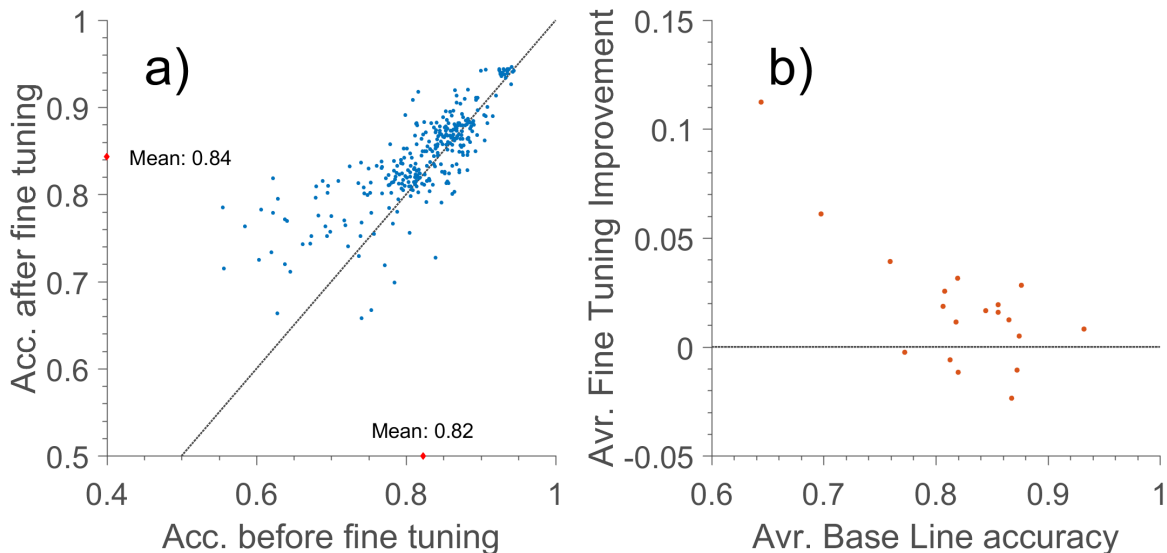 a)
1
0.9
0.8
0.7
0.6
0.5
Acc. after fine tuning
Mean: 0.84
Mean: 0.82
0.4
0.6
0.8
1
Acc. before fine tuning
b)
0.15
0.1
0.05
0
-0.05
Avr. Fine Tuning Improvement
0.6
0.7
0.8
0.9
1
Avr. Base Line accuracy